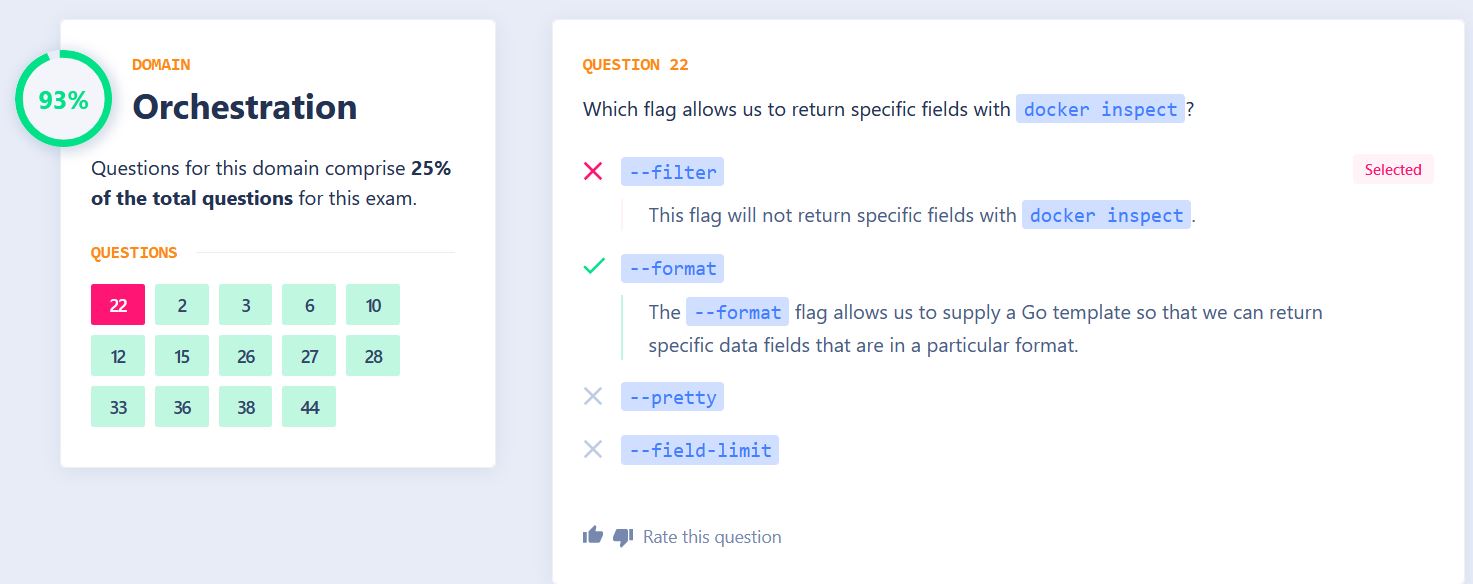 93%
DOMAIN
Orchestration
Questions for this domain comprise 25%
of the total questions for this exam.
QUESTIONS
22 2 3 6 10
12 15 26 27 28
33 36 38 44
QUESTION 22
Which flag allows us to return specific fields with docker inspect?
--filter
Selected
This flag will not return specific fields with docker inspect.
--format
The --format flag allows us to supply a Go template so that we can return
specific data fields that are in a particular format.
--pretty
--field-limit
Rate this question